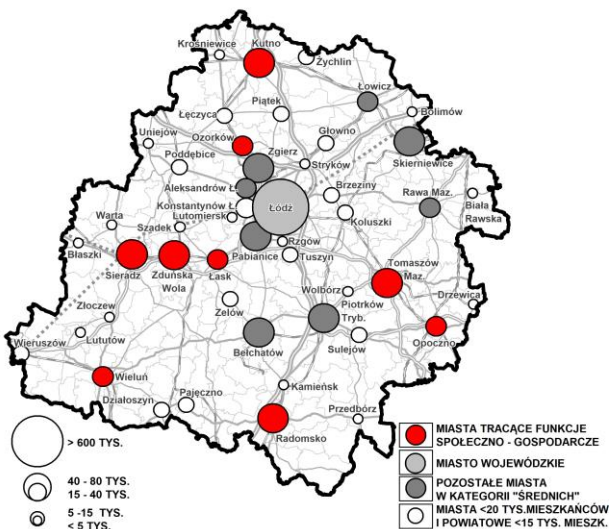 Krośniewice
Kutno
Żychlin
Łowicz
Łęczyca
Piątek
Bolimów
Uniejów
Ozorków
Głowno
Zgierz
Skierniewice
Poddębice
Stryków
Aleksandrów Ł.
Brzeziny
Rawa Maz.
Konstantynów Ł.
Łódź
Biała
Rawska
Lutomiersk
Koluszki
Warta
Szadek
Rzgów
Błaszki
Pabianice
Tuszyn
Tomaszów
Maz.
Sieradz
Zduńska
Wola
Łask
Wolbórz
Drzewica
Złoczew
Zelów
Piotrków
Tryb.
Lututów
Opoczno
Wieruszów
Bełchatów
Sulejów
Wieluń
Kamieńsk
Działoszyn
Pajęczno
Przedbórz
Radomsko
> 600 TYS.
40 - 80 TYS.
15 - 40 TYS.
5 -15 TYS.
< 5 TYS.
MIASTA TRACĄCE FUNKCJE
SPOŁECZNO - GOSPODARCZE
MIASTO WOJEWÓDZKIE
POZOSTAŁE MIASTA
W KATEGORII "ŚREDNICH"
MIASTA <20 TYS.MIESZKAŃCÓW
I POWIATOWE <15 TYS. MIESZK.